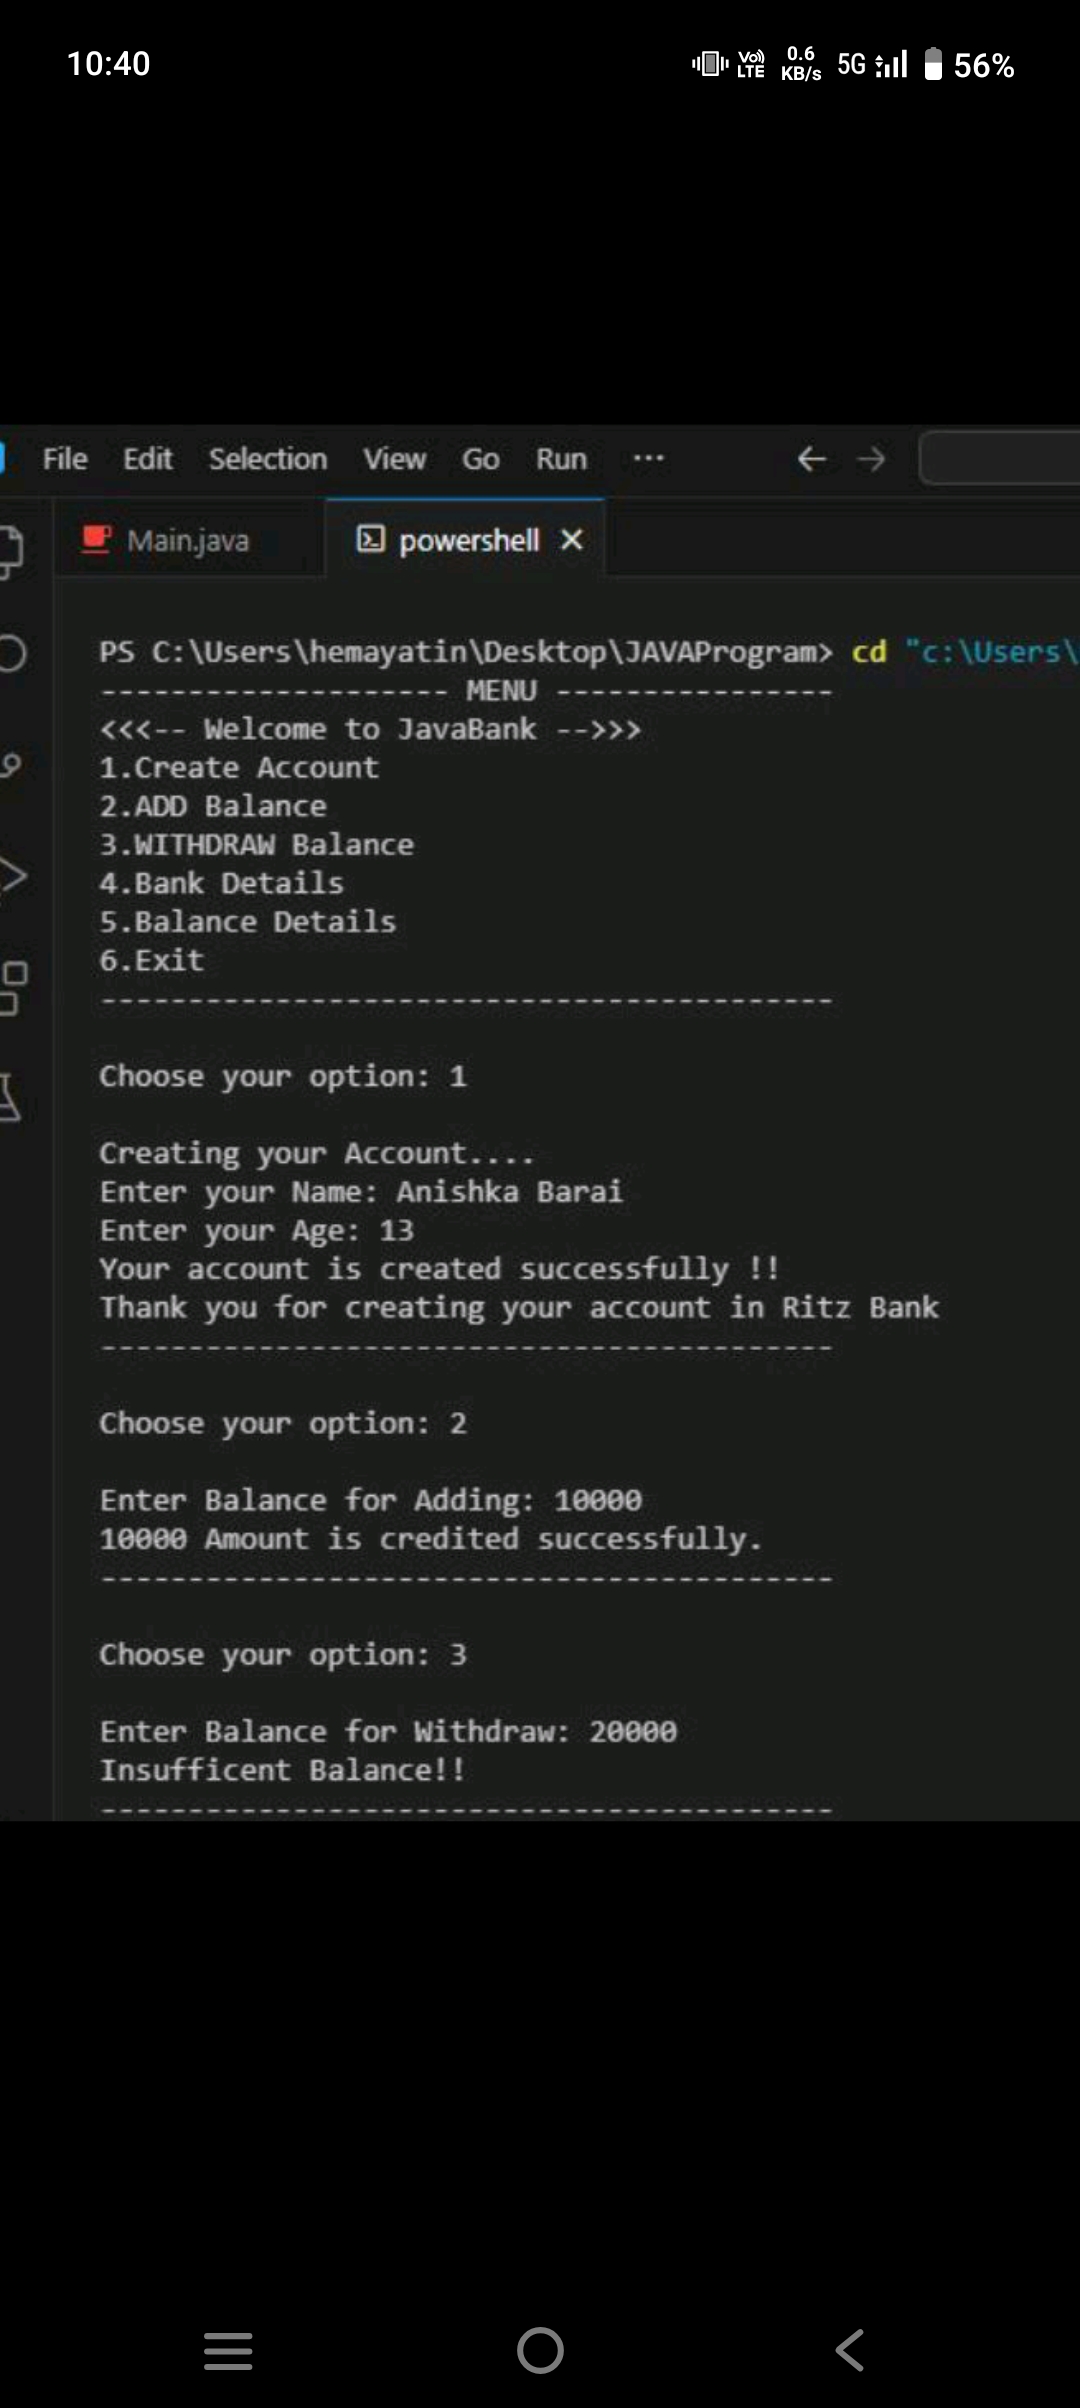 10:40
Vo)) LTE 0.6 KB/s 5G 56%
File Edit Selection View Go Run ···
Main.java powershell
PS C:\Users\hemayatin\Desktop\JAVAProgram> cd "c:\Users\
-------------------- MENU ----------------
<<<-- Welcome to JavaBank -->>>
1.Create Account
2.ADD Balance
3.WITHDRAW Balance
4.Bank Details
5.Balance Details
6.Exit
------------------------------------------
Choose your option: 1
Creating your Account....
Enter your Name: Anishka Barai
Enter your Age: 13
Your account is created successfully !!
Thank you for creating your account in Ritz Bank
------------------------------------------
Choose your option: 2
Enter Balance for Adding: 10000
10000 Amount is credited successfully.
------------------------------------------
Choose your option: 3
Enter Balance for Withdraw: 20000
Insufficent Balance!!
------------------------------------------